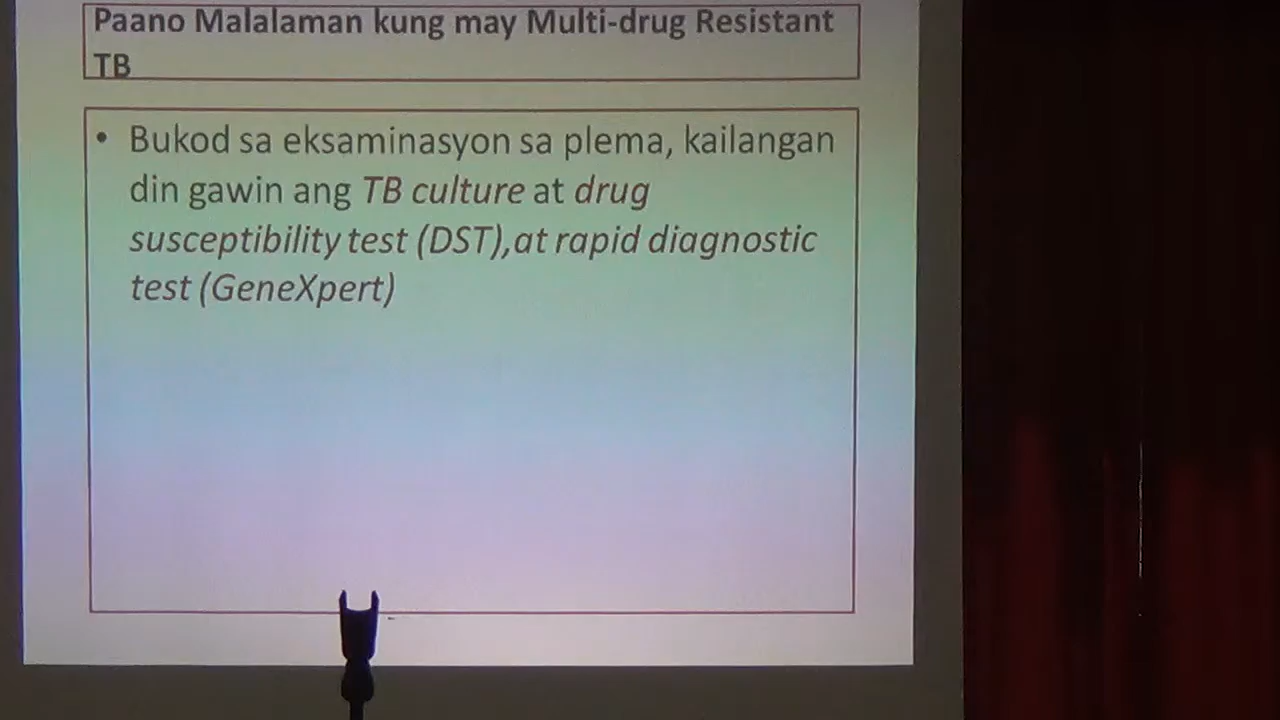 Paano Malalaman kung may Multi-drug Resistant
TB
• Bukod sa eksaminasyon sa plema, kailangan
din gawin ang TB culture at drug
susceptibility test (DST),at rapid diagnostic
test (GeneXpert)